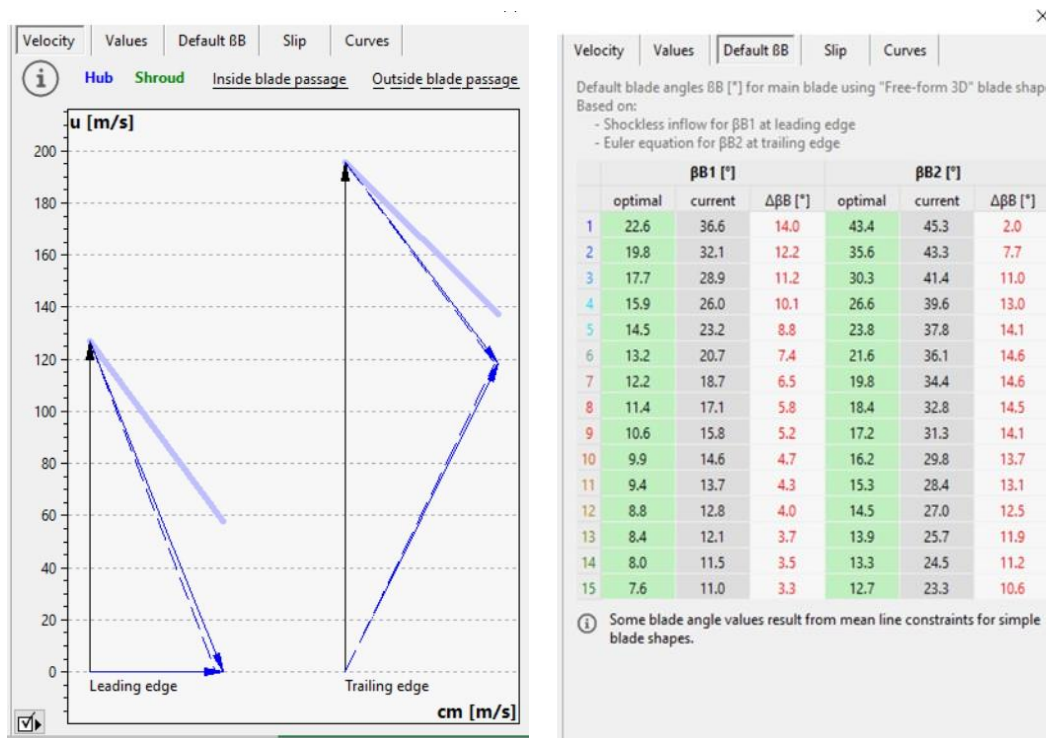 Velocity Values Default ßB Slip Curves
Hub Shroud Inside blade passage Outside blade passage
u [m/s]
200
180
160
140
120
100
80
60
40
20
0
Leading edge Trailing edge
cm [m/s]
Velocity Values Default ßB Slip Curves
Default blade angles ßB [°] for main blade using "Free-form 3D" blade shap
Based on:
- Shockless inflow for βB1 at leading edge
- Euler equation for βB2 at trailing edge
βB1 [°] βB2 [°]
optimal current ΔβB [°] optimal current ΔβB [°]
1 22.6 36.6 14.0 43.4 45.3 2.0
2 19.8 32.1 12.2 35.6 43.3 7.7
3 17.7 28.9 11.2 30.3 41.4 11.0
4 15.9 26.0 10.1 26.6 39.6 13.0
5 14.5 23.2 8.8 23.8 37.8 14.1
6 13.2 20.7 7.4 21.6 36.1 14.6
7 12.2 18.7 6.5 19.8 34.4 14.6
8 11.4 17.1 5.8 18.4 32.8 14.5
9 10.6 15.8 5.2 17.2 31.3 14.1
10 9.9 14.6 4.7 16.2 29.8 13.7
11 9.4 13.7 4.3 15.3 28.4 13.1
12 8.8 12.8 4.0 14.5 27.0 12.5
13 8.4 12.1 3.7 13.9 25.7 11.9
14 8.0 11.5 3.5 13.3 24.5 11.2
15 7.6 11.0 3.3 12.7 23.3 10.6
Some blade angle values result from mean line constraints for simple
blade shapes.